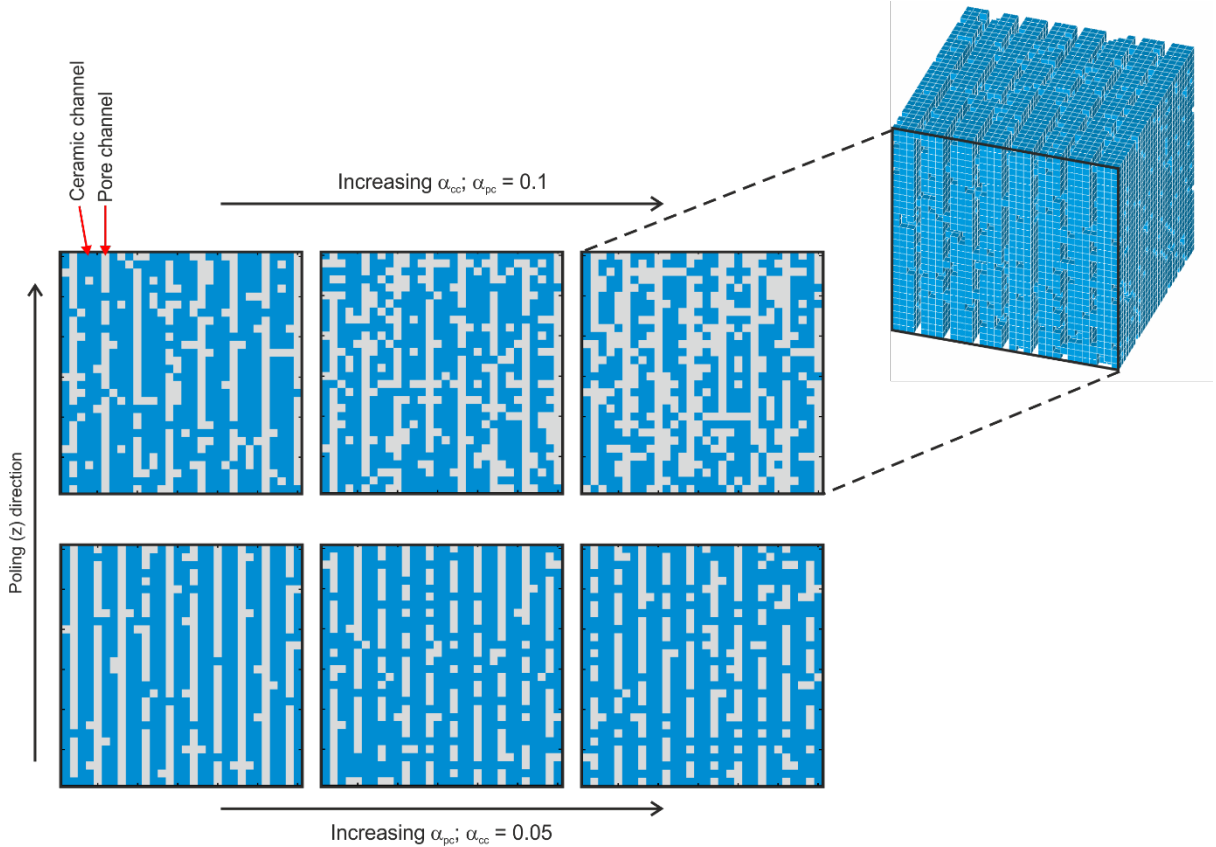 Ceramic channel
Pore channel
Increasing αcc; αpc = 0.1
Poling (z) direction
Increasing αpc; αcc = 0.05